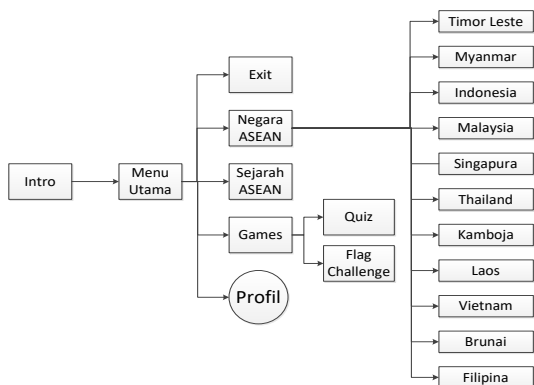 Intro
Menu
Utama
Exit
Negara
ASEAN
Sejarah
ASEAN
Games
Profil
Quiz
Flag
Challenge
Timor Leste
Myanmar
Indonesia
Malaysia
Singapura
Thailand
Kamboja
Laos
Vietnam
Brunai
Filipina